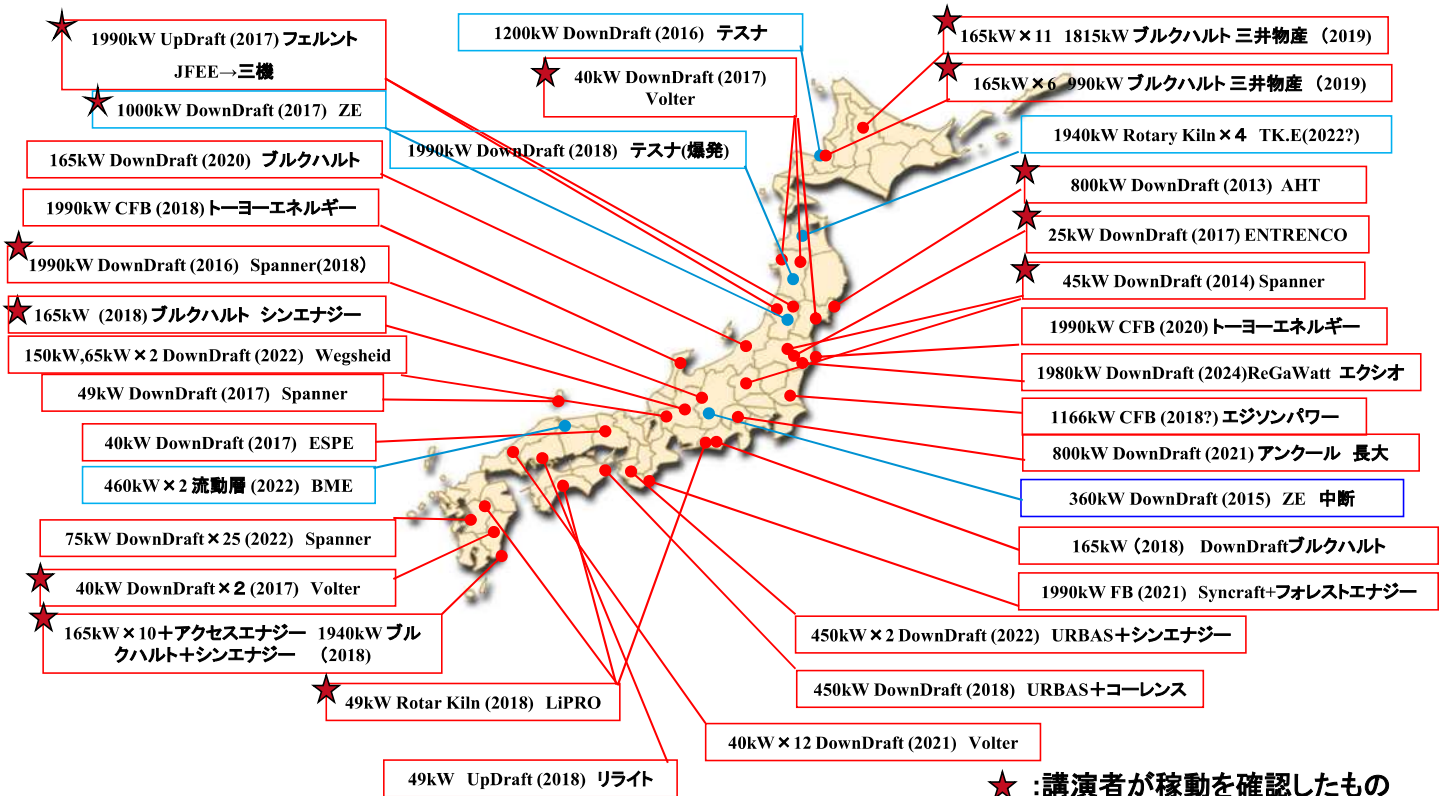 1990kW UpDraft (2017) フェルント
JFEE→三機
1000kW DownDraft (2017) ZE
165kW DownDraft (2020) ブルクハルト
1990kW CFB (2018) トーヨーエネルギー
1990kW DownDraft (2016) Spanner(2018)
165kW (2018) ブルクハルト シンエナジー
150kW,65kW×2 DownDraft (2022) Wegsheid
49kW DownDraft (2017) Spanner
40kW DownDraft (2017) ESPE
460kW×2 流動層 (2022) BME
75kW DownDraft×25 (2022) Spanner
40kW DownDraft×2 (2017) Volter
165kW×10+アクセスエナジー 1940kW ブル
クハルト+シンエナジー (2018)
49kW Rotar Kiln (2018) LiPRO
49kW UpDraft (2018) リライト
1200kW DownDraft (2016) テスナ
40kW DownDraft (2017)
Volter
1990kW DownDraft (2018) テスナ(爆発)
165kW×11 1815kW ブルクハルト 三井物産 (2019)
165kW×6 990kW ブルクハルト 三井物産 (2019)
1940kW Rotary Kiln×4 TK.E(2022?)
800kW DownDraft (2013) AHT
25kW DownDraft (2017) ENTRENCO
45kW DownDraft (2014) Spanner
1990kW CFB (2020) トーヨーエネルギー
1980kW DownDraft (2024)ReGaWatt エクシオ
1166kW CFB (2018?) エジソンパワー
800kW DownDraft (2021) アンクール 長大
360kW DownDraft (2015) ZE 中断
165kW (2018) DownDraftブルクハルト
1990kW FB (2021) Syncraft+フォレストエナジー
450kW×2 DownDraft (2022) URBAS+シンエナジー
450kW DownDraft (2018) URBAS+コーレンス
40kW×12 DownDraft (2021) Volter
★ :講演者が稼動を確認したもの